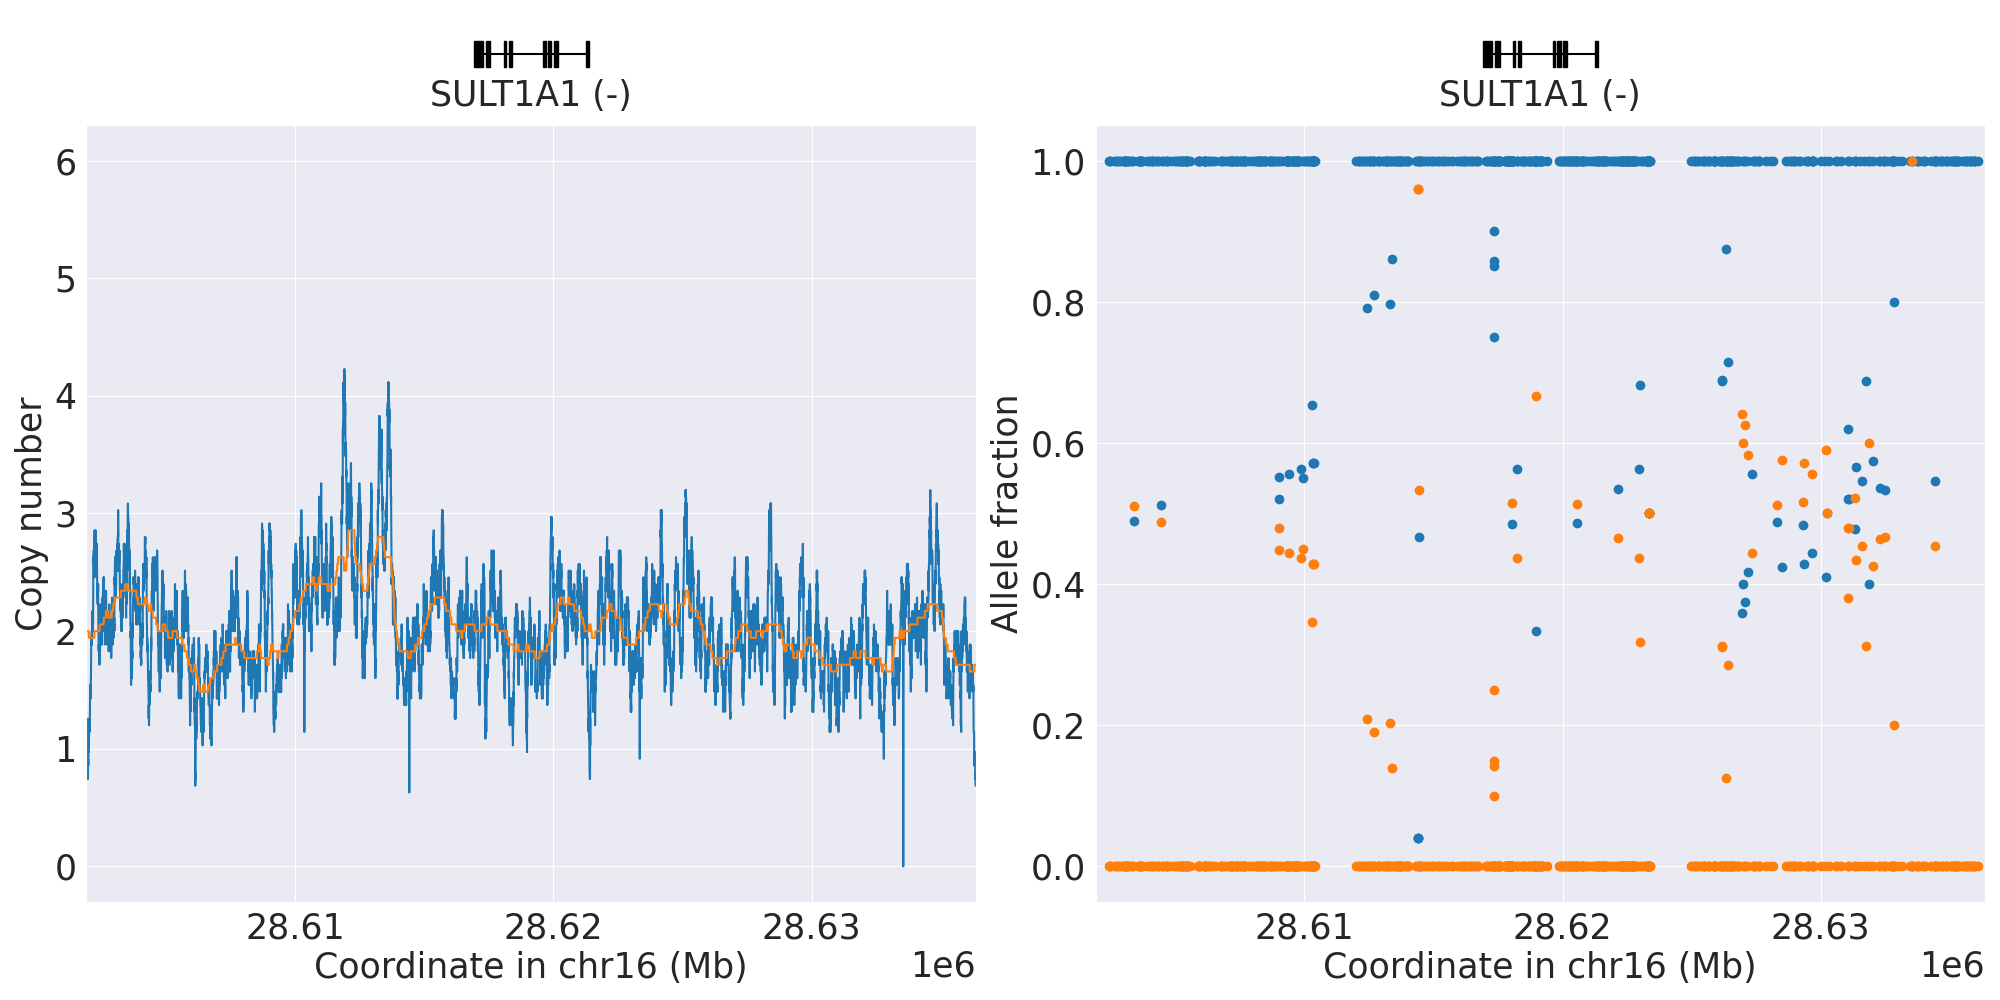 SULT1A1 (-)
Copy number
6
5
4
3
2
1
0
28.61
28.62
28.63
Coordinate in chr16 (Mb)
1e6
SULT1A1 (-)
Allele fraction
1.0
0.8
0.6
0.4
0.2
0.0
28.61
28.62
28.63
Coordinate in chr16 (Mb)
1e6